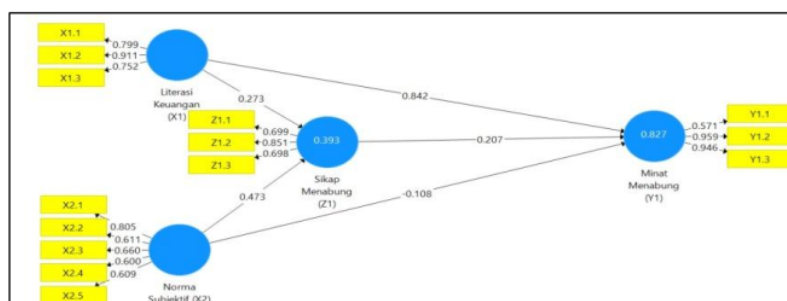 X1.1
X1.2
X1.3
0.799
0.911
0.752
Literasi
Keuangan
(X1)
0.273
0.842
Z1.1
Z1.2
Z1.3
0.699
0.851
0.698
0.393
Sikap
Menabung
(Z1)
0.207
0.827
Minat
Menabung
(Y1)
0.571
0.959
0.946
Y1.1
Y1.2
Y1.3
0.473
-0.108
X2.1
X2.2
X2.3
X2.4
X2.5
0.805
0.611
0.660
0.600
0.609
Norma
Subjektif (X2)